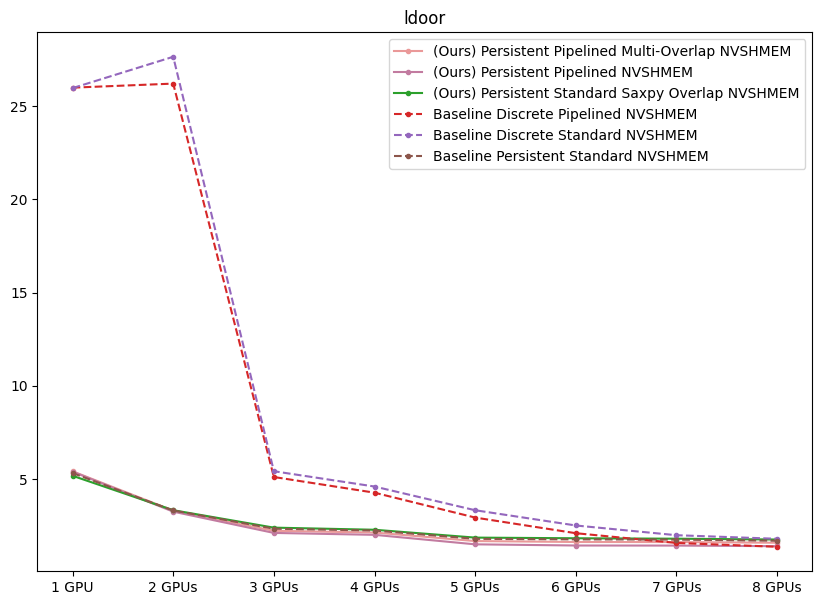 ldoor
(Ours) Persistent Pipelined Multi-Overlap NVSHMEM
(Ours) Persistent Pipelined NVSHMEM
(Ours) Persistent Standard Saxpy Overlap NVSHMEM
Baseline Discrete Pipelined NVSHMEM
Baseline Discrete Standard NVSHMEM
Baseline Persistent Standard NVSHMEM
25
20
15
10
5
1 GPU 2 GPUs 3 GPUs 4 GPUs 5 GPUs 6 GPUs 7 GPUs 8 GPUs